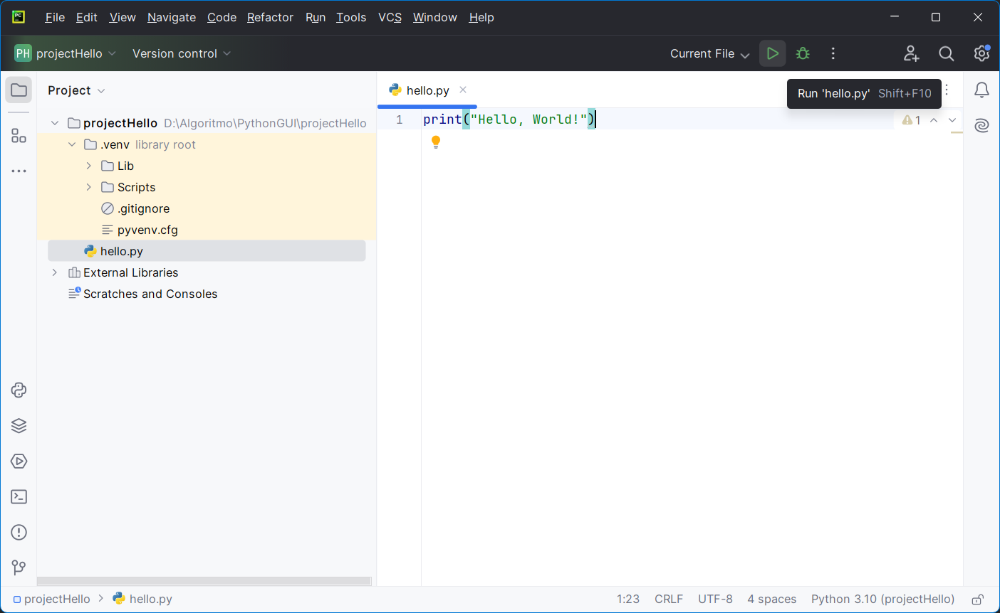 File Edit View Navigate Code Refactor Run Tools VCS Window Help
PH projectHello Version control Current File
Project hello.py Run 'hello.py' Shift+F10
1 print("Hello, World!") 1
projectHello D:\Algoritmo\PythonGUI\projectHello
.venv library root
Lib
Scripts
.gitignore
pyvenv.cfg
hello.py
External Libraries
Scratches and Consoles
projectHello hello.py 1:23 CRLF UTF-8 4 spaces Python 3.10 (projectHello)